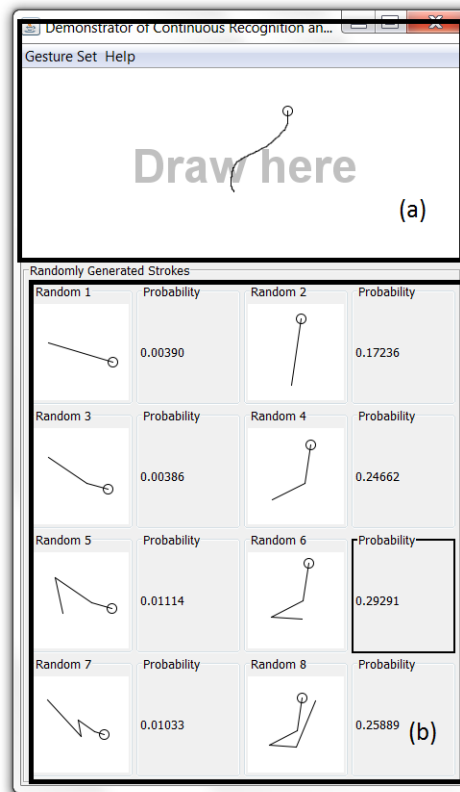 Demonstrator of Continuous Recognition an...
Gesture Set Help
Draw here
(a)
Randomly Generated Strokes
Random 1 Probability Random 2 Probability
0.00390 0.17236
Random 3 Probability Random 4 Probability
0.00386 0.24662
Random 5 Probability Random 6 Probability
0.01114 0.29291
Random 7 Probability Random 8 Probability
0.01033 0.25889 (b)